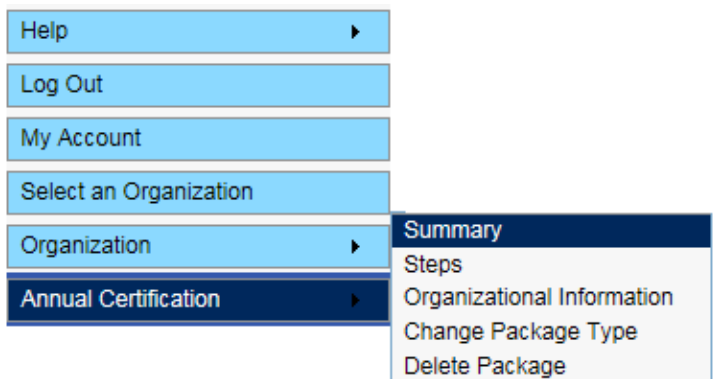 Help
Log Out
My Account
Select an Organization
Organization
Annual Certification
Summary
Steps
Organizational Information
Change Package Type
Delete Package